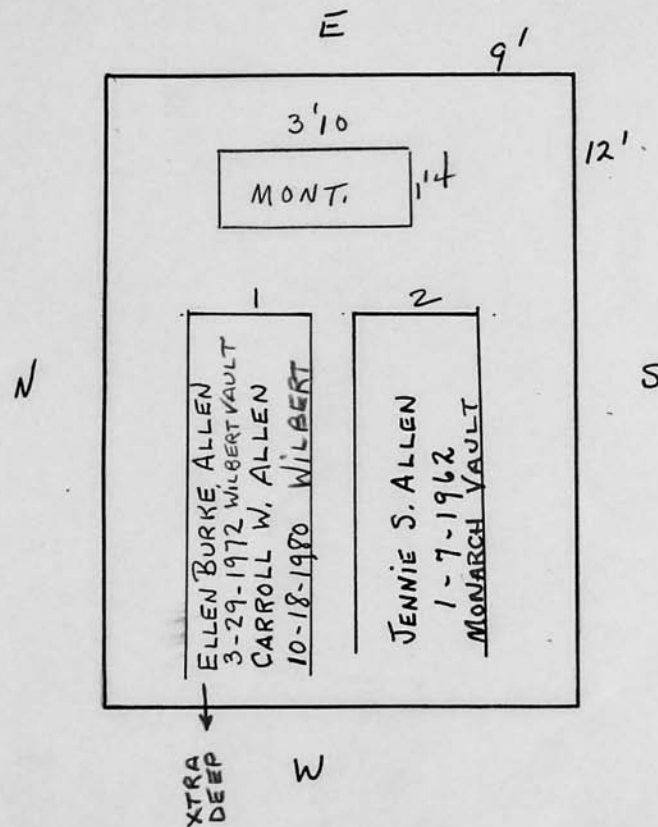 E
9'
12'
3'10
MONT.
1'4
1
2
N
S
ELLEN BURKE ALLEN
3-29-1972 WILBERT VAULT
CARROLL W. ALLEN
10-18-1980 WILBERT
JENNIE S. ALLEN
1-7-1962
MONARCH VAULT
XTRA
DEEP
W